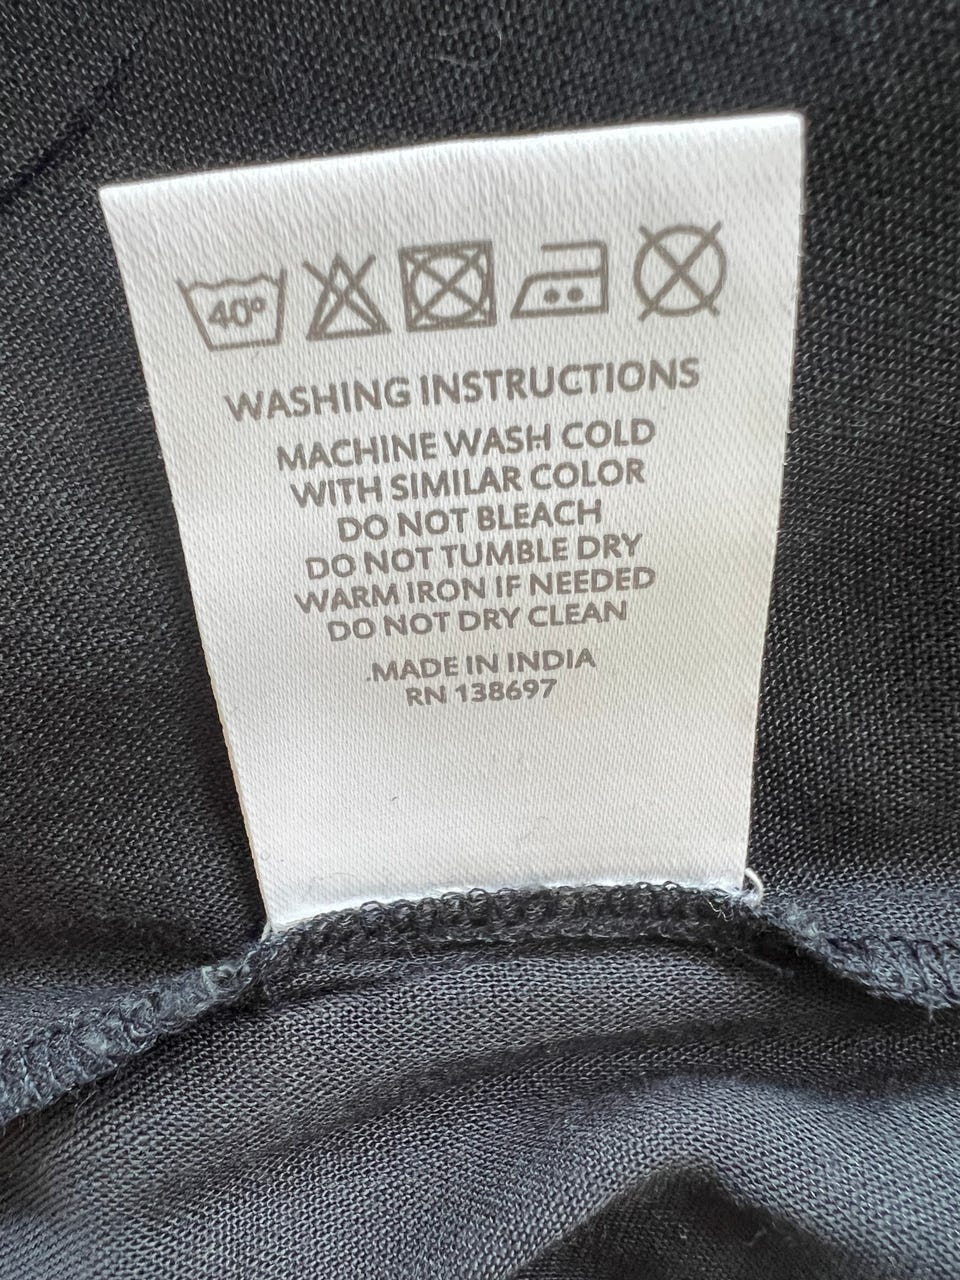 40°
WASHING INSTRUCTIONS
MACHINE WASH COLD
WITH SIMILAR COLOR
DO NOT BLEACH
DO NOT TUMBLE DRY
WARM IRON IF NEEDED
DO NOT DRY CLEAN
MADE IN INDIA
RN 138697